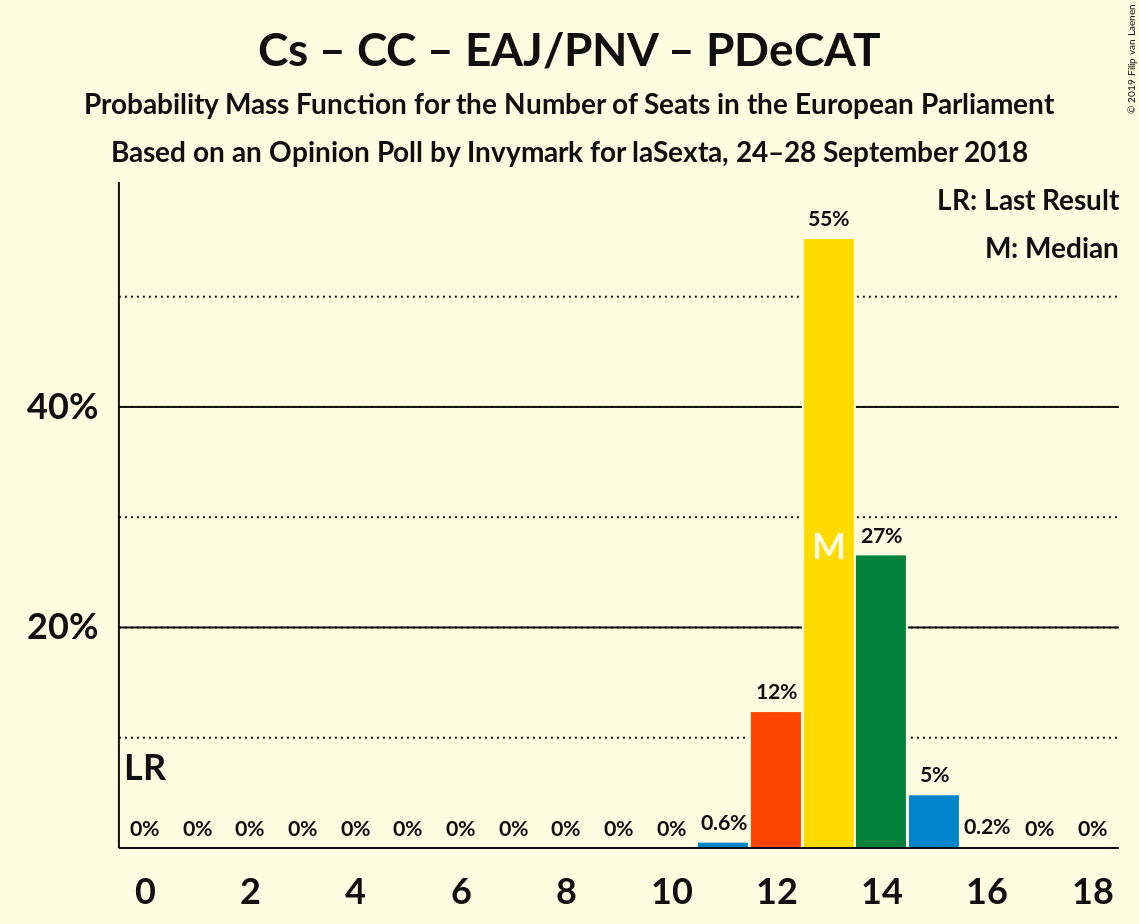 Cs – CC – EAJ/PNV – PDeCAT
Probability Mass Function for the Number of Seats in the European Parliament
Based on an Opinion Poll by Invymark for laSexta, 24–28 September 2018
© 2019 Filip van Laenen
LR: Last Result
M: Median
55%
40%
M
27%
20%
12%
LR
5%
0% 0% 0% 0% 0% 0% 0% 0% 0% 0% 0% 0.6% 0.2% 0% 0%
0 2 4 6 8 10 12 14 16 18